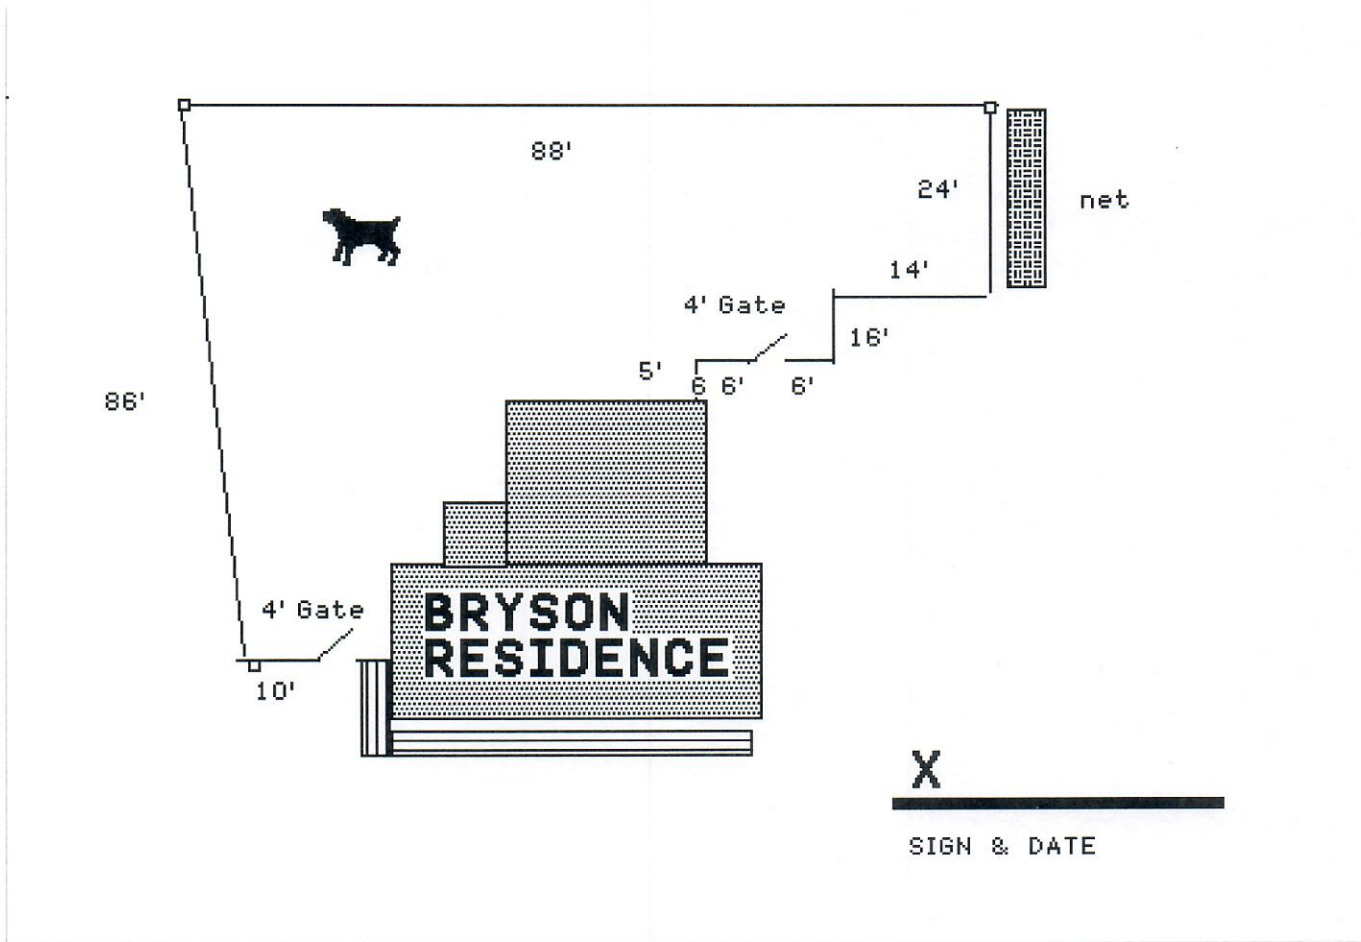 88'
24'
net
14'
4' Gate
16'
5'
6 6' 6'
86'
4' Gate
BRYSON
RESIDENCE
10'
X
SIGN & DATE